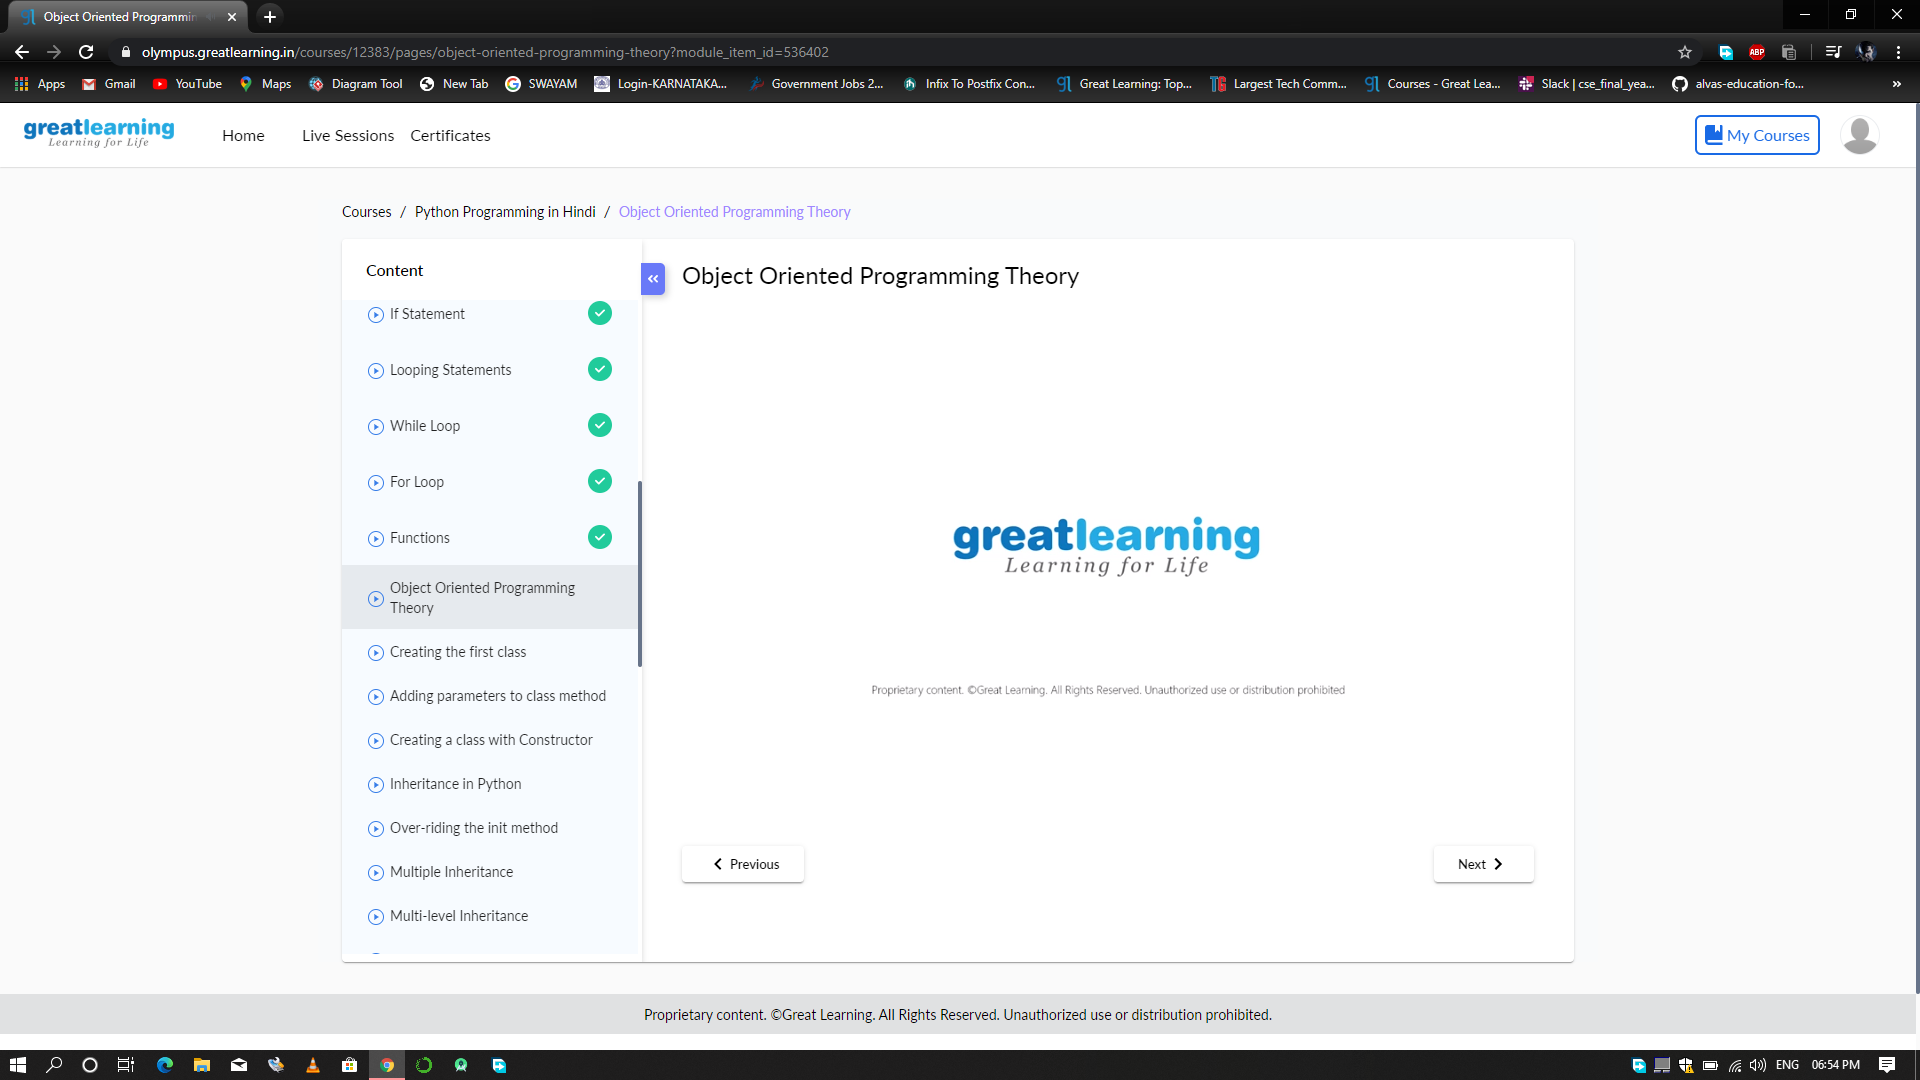 Object Oriented Programmin
olympus.greatlearning.in/courses/12383/pages/object-oriented-programming-theory?module_item_id=536402
ABP
Apps Gmail YouTube Maps Diagram Tool New Tab SWAYAM Login-KARNATAKA... Government Jobs 2... Infix To Postfix Con... Great Learning: Top... Largest Tech Comm... Courses - Great Lea... Slack | cse_final_yea... alvas-education-fo... »
greatlearning
Learning for Life
Home Live Sessions Certificates
My Courses
Courses / Python Programming in Hindi / Object Oriented Programming Theory
Content
If Statement
Looping Statements
While Loop
For Loop
Functions
Object Oriented Programming
Theory
Creating the first class
Adding parameters to class method
Creating a class with Constructor
Inheritance in Python
Over-riding the init method
Multiple Inheritance
Multi-level Inheritance
Object Oriented Programming Theory
greatlearning
Learning for Life
Proprietary content. ©Great Learning. All Rights Reserved. Unauthorized use or distribution prohibited
Previous
Next
Proprietary content. ©Great Learning. All Rights Reserved. Unauthorized use or distribution prohibited.
ENG 06:54 PM